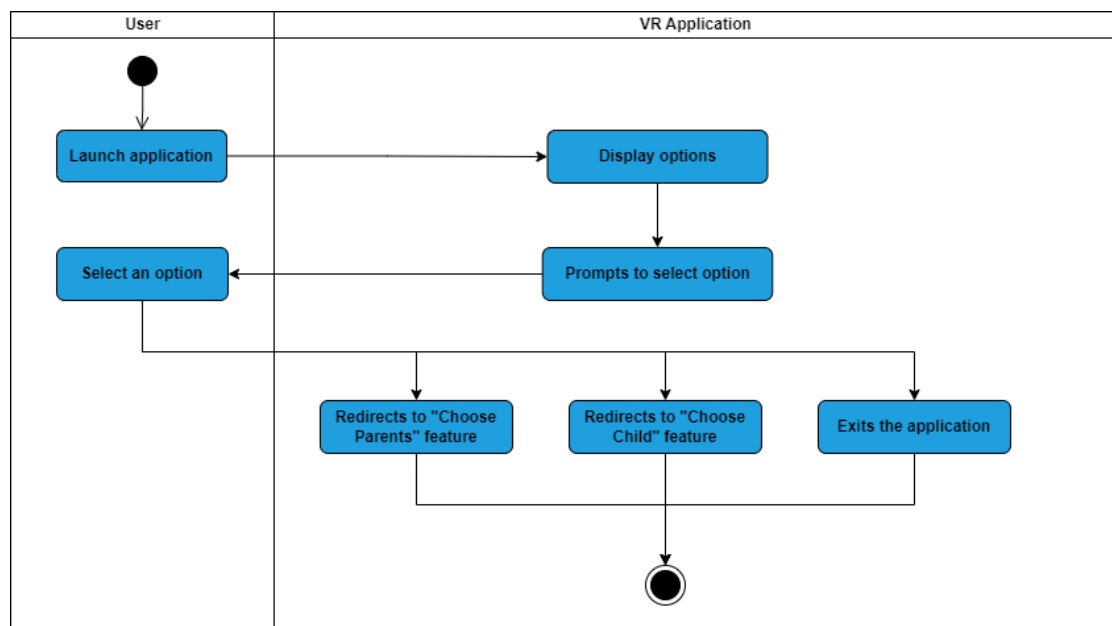 User
VR Application
Launch application
Display options
Select an option
Prompts to select option
Redirects to "Choose
Parents" feature
Redirects to "Choose
Child" feature
Exits the application